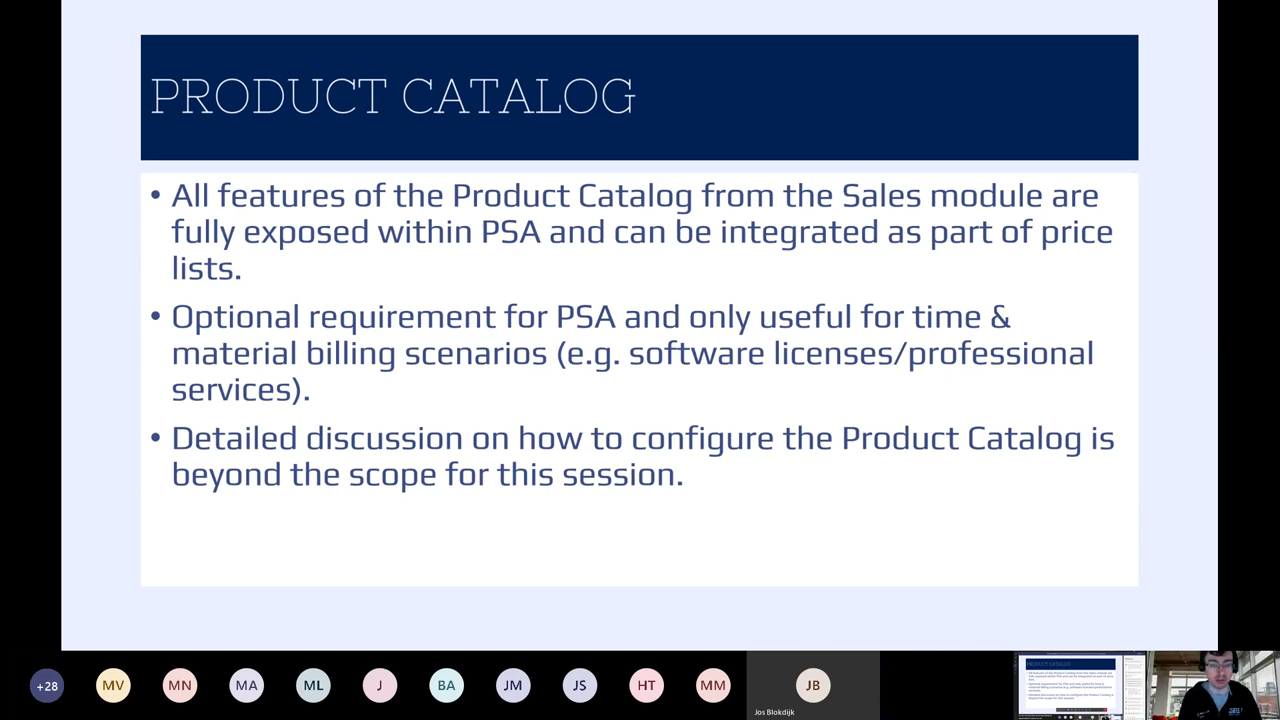 PRODUCT CATALOG
• All features of the Product Catalog from the Sales module are
fully exposed within PSA and can be integrated as part of price
lists.
• Optional requirement for PSA and only useful for time &
material billing scenarios (e.g. software licenses/professional
services).
• Detailed discussion on how to configure the Product Catalog is
beyond the scope for this session.
+28
MV
MN
MA
ML
JM
JS
HT
JB
Jos Blokdijk
PRODUCT CATALOG